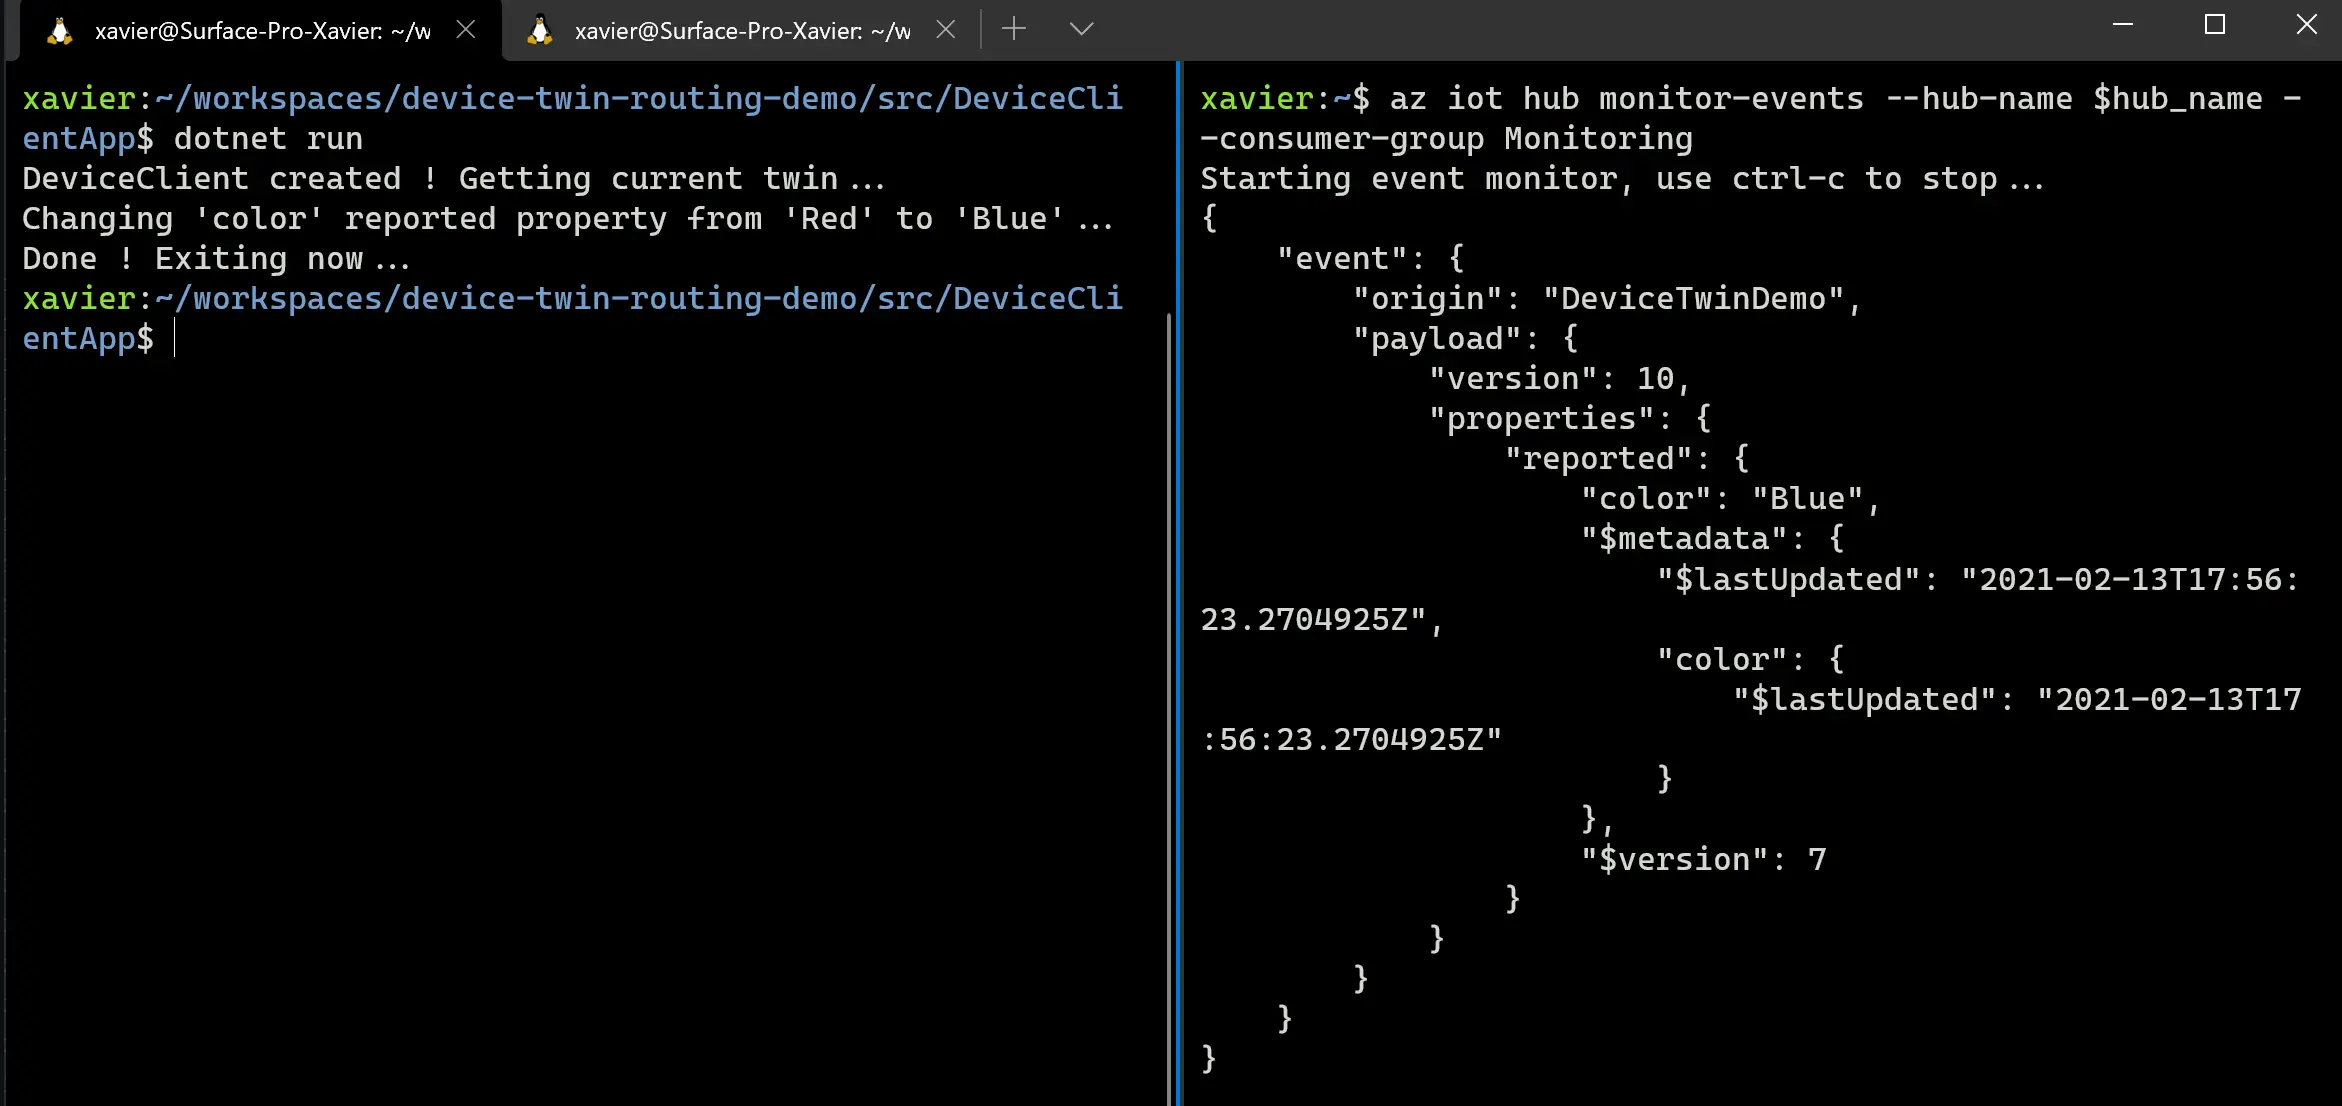 xavier@Surface-Pro-Xavier: ~/w
xavier@Surface-Pro-Xavier: ~/w
xavier:~/workspaces/device-twin-routing-demo/src/DeviceCli
entApp$ dotnet run
DeviceClient created ! Getting current twin...
Changing 'color' reported property from 'Red' to 'Blue'...
Done ! Exiting now...
xavier:~/workspaces/device-twin-routing-demo/src/DeviceCli
entApp$
xavier:~$ az iot hub monitor-events --hub-name $hub_name -
-consumer-group Monitoring
Starting event monitor, use ctrl-c to stop...
{
    "event": {
        "origin": "DeviceTwinDemo",
        "payload": {
            "version": 10,
            "properties": {
                "reported": {
                    "color": "Blue",
                    "$metadata": {
                        "$lastUpdated": "2021-02-13T17:56:
23.2704925Z",
                        "color": {
                            "$lastUpdated": "2021-02-13T17
:56:23.2704925Z"
                        }
                    },
                    "$version": 7
                }
            }
        }
    }
}